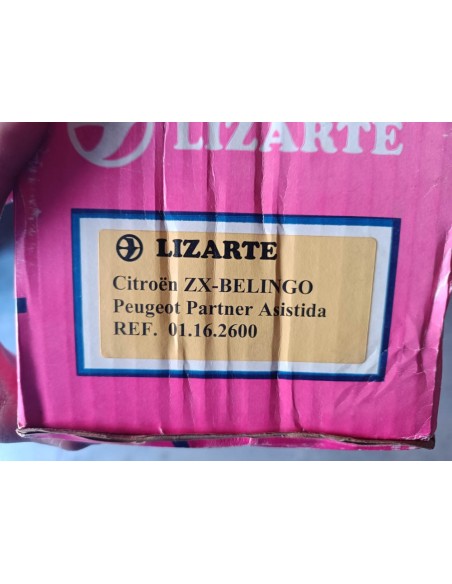 LIZARTE
LIZARTE
Citroën ZX-BELINGO
Peugeot Partner Asistida
REF. 01.16.2600